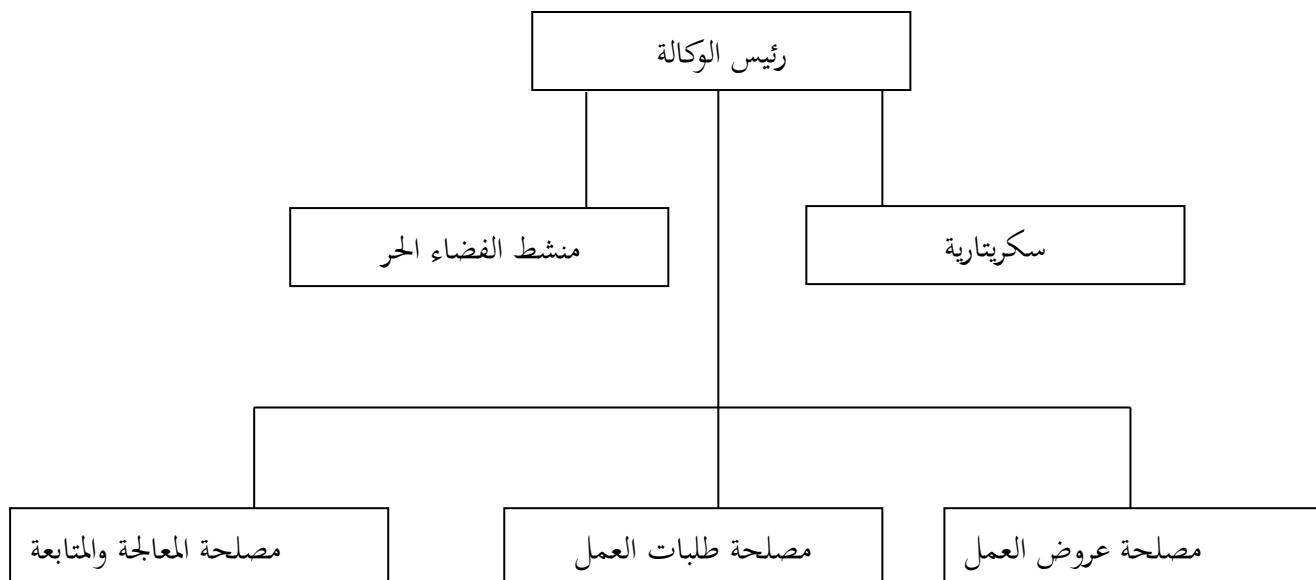 رئيس الوكالة
سكريتارية
منشط الفضاء الحر
مصلحة عروض العمل
مصلحة طلبات العمل
مصلحة المعالجة والمتابعة